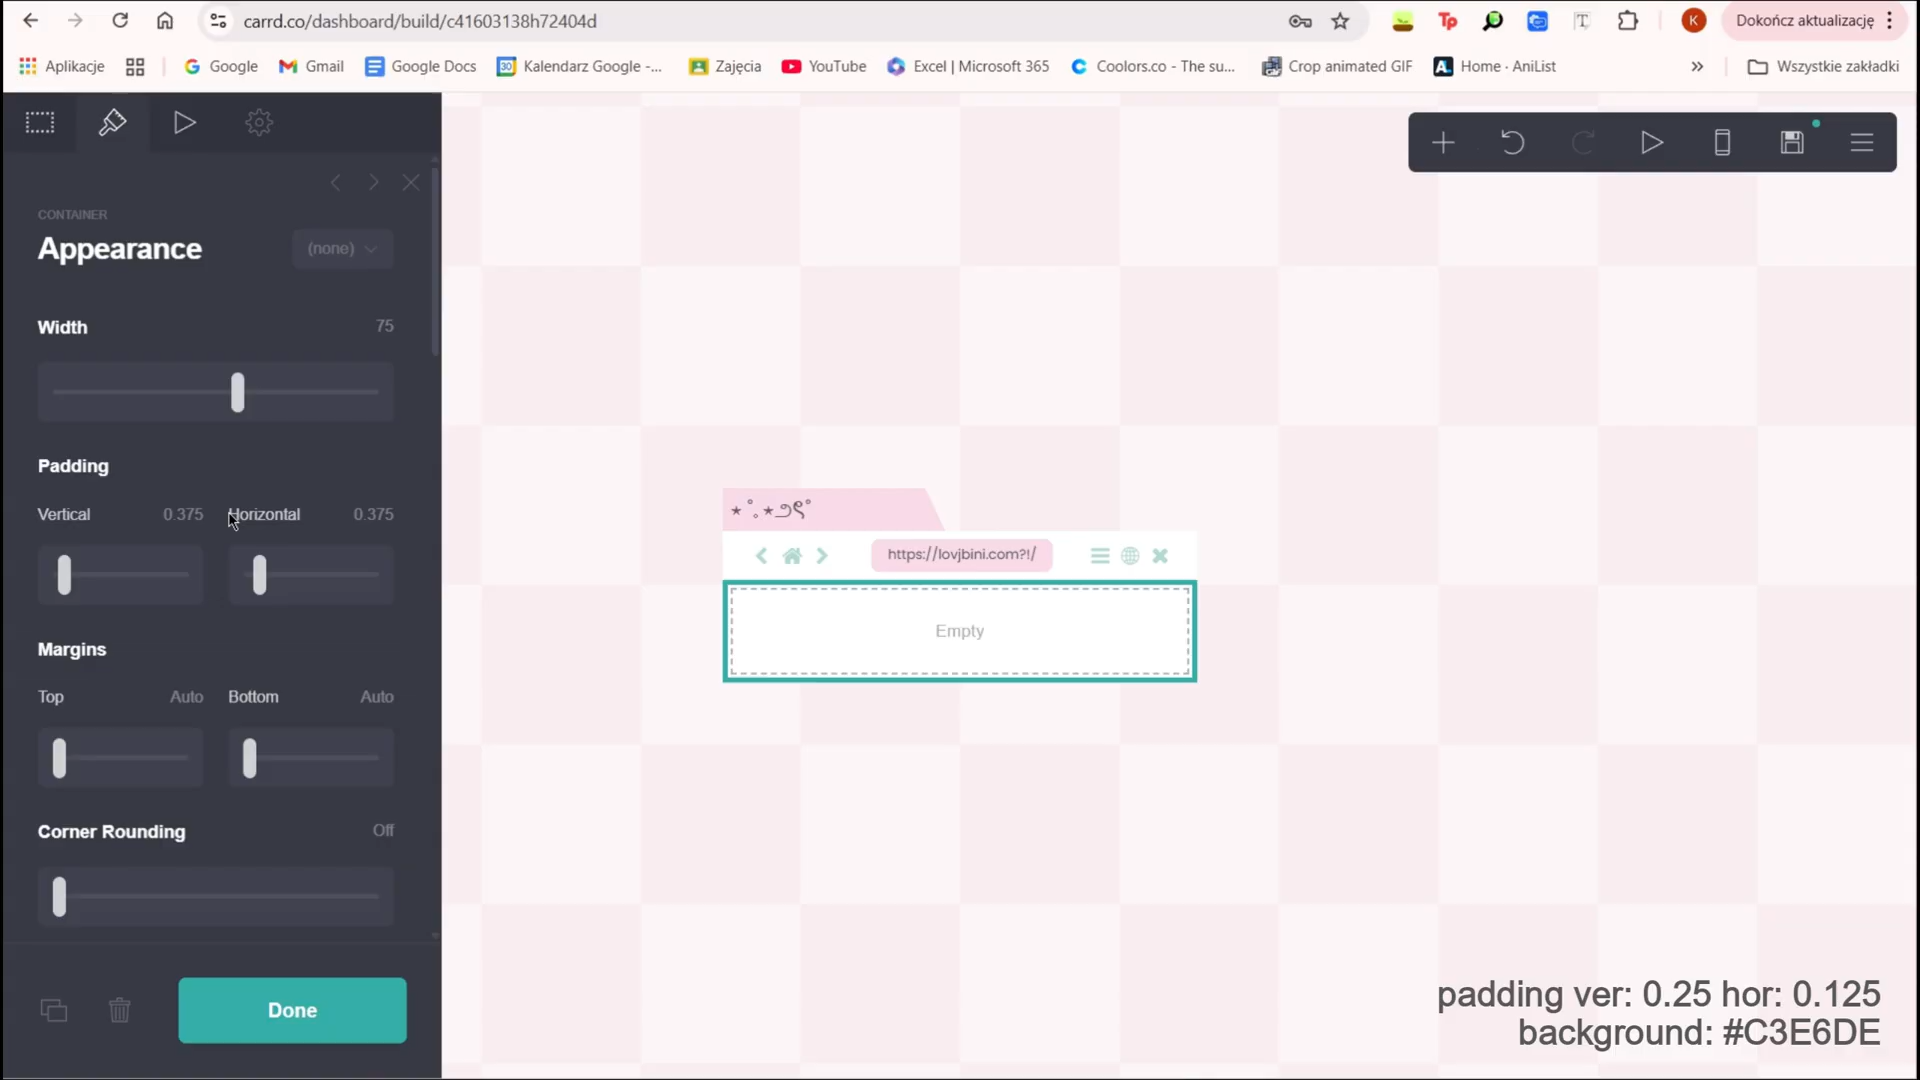 carrd.co/dashboard/build/c41603138h72404d
K
Dokończ aktualizację
Aplikacje
Google
Gmail
Google Docs
Kalendarz Google -...
Zajęcia
YouTube
Excel | Microsoft 365
Coolors.co - The su...
Crop animated GIF
Home · AniList
Wszystkie zakładki
CONTAINER
Appearance
(none)
Width 75
Padding
Vertical 0.375 Horizontal 0.375
Margins
Top Auto Bottom Auto
Corner Rounding Off
Done
https://lovjbini.com?!/
Empty
padding ver: 0.25 hor: 0.125
background: #C3E6DE